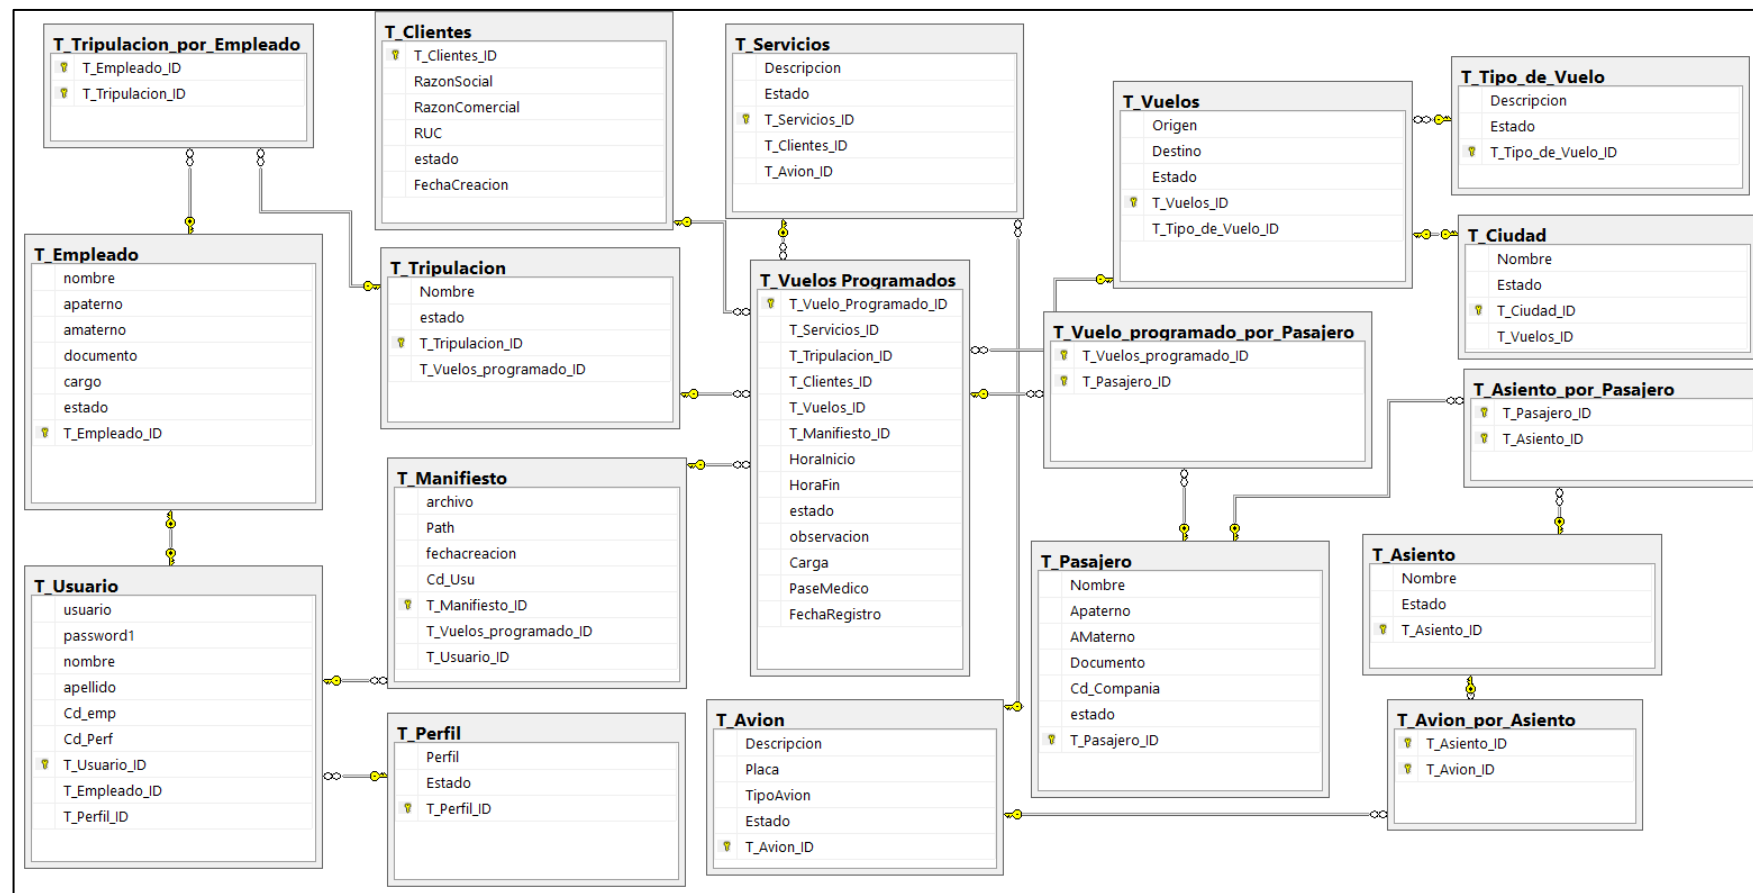 T_Tripulacion_por_Empleado
T_Empleado_ID
T_Tripulacion_ID
T_Clientes
T_Clientes_ID
RazonSocial
RazonComercial
RUC
estado
FechaCreacion
T_Servicios
Descripcion
Estado
T_Servicios_ID
T_Clientes_ID
T_Avion_ID
T_Vuelos
Origen
Destino
Estado
T_Vuelos_ID
T_Tipo_de_Vuelo_ID
T_Tipo_de_Vuelo
Descripcion
Estado
T_Tipo_de_Vuelo_ID
T_Empleado
nombre
apaterno
amaterno
documento
cargo
estado
T_Empleado_ID
T_Tripulacion
Nombre
estado
T_Tripulacion_ID
T_Vuelos_programado_ID
T_Vuelos Programados
T_Vuelo_Programado_ID
T_Servicios_ID
T_Tripulacion_ID
T_Clientes_ID
T_Vuelos_ID
T_Manifiesto_ID
HoraInicio
HoraFin
estado
observacion
Carga
PaseMedico
FechaRegistro
T_Vuelo_programado_por_Pasajero
T_Vuelos_programado_ID
T_Pasajero_ID
T_Ciudad
Nombre
Estado
T_Ciudad_ID
T_Vuelos_ID
T_Asiento_por_Pasajero
T_Pasajero_ID
T_Asiento_ID
T_Manifiesto
archivo
Path
fechacreacion
Cd_Usu
T_Manifiesto_ID
T_Vuelos_programado_ID
T_Usuario_ID
T_Usuario
usuario
password1
nombre
apellido
Cd_emp
Cd_Perf
T_Usuario_ID
T_Empleado_ID
T_Perfil_ID
T_Perfil
Perfil
Estado
T_Perfil_ID
T_Avion
Descripcion
Placa
TipoAvion
Estado
T_Avion_ID
T_Pasajero
Nombre
Apaterno
AMaterno
Documento
Cd_Compania
estado
T_Pasajero_ID
T_Asiento
Nombre
Estado
T_Asiento_ID
T_Avion_por_Asiento
T_Asiento_ID
T_Avion_ID